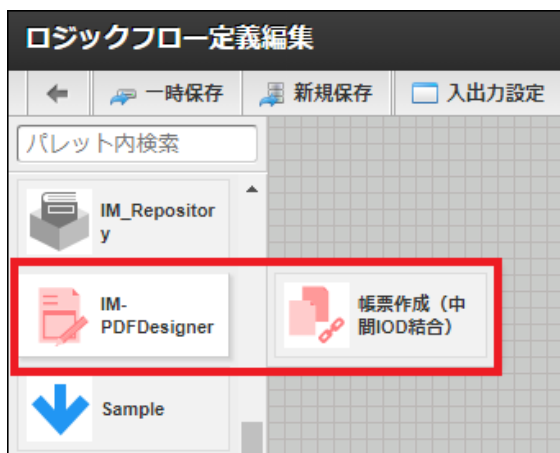 ロジックフロー定義編集
一時保存 新規保存 入出力設定
パレット内検索
IM_Repositor
y
IM-
PDFDesigner
帳票作成（中
間IOD結合）
Sample